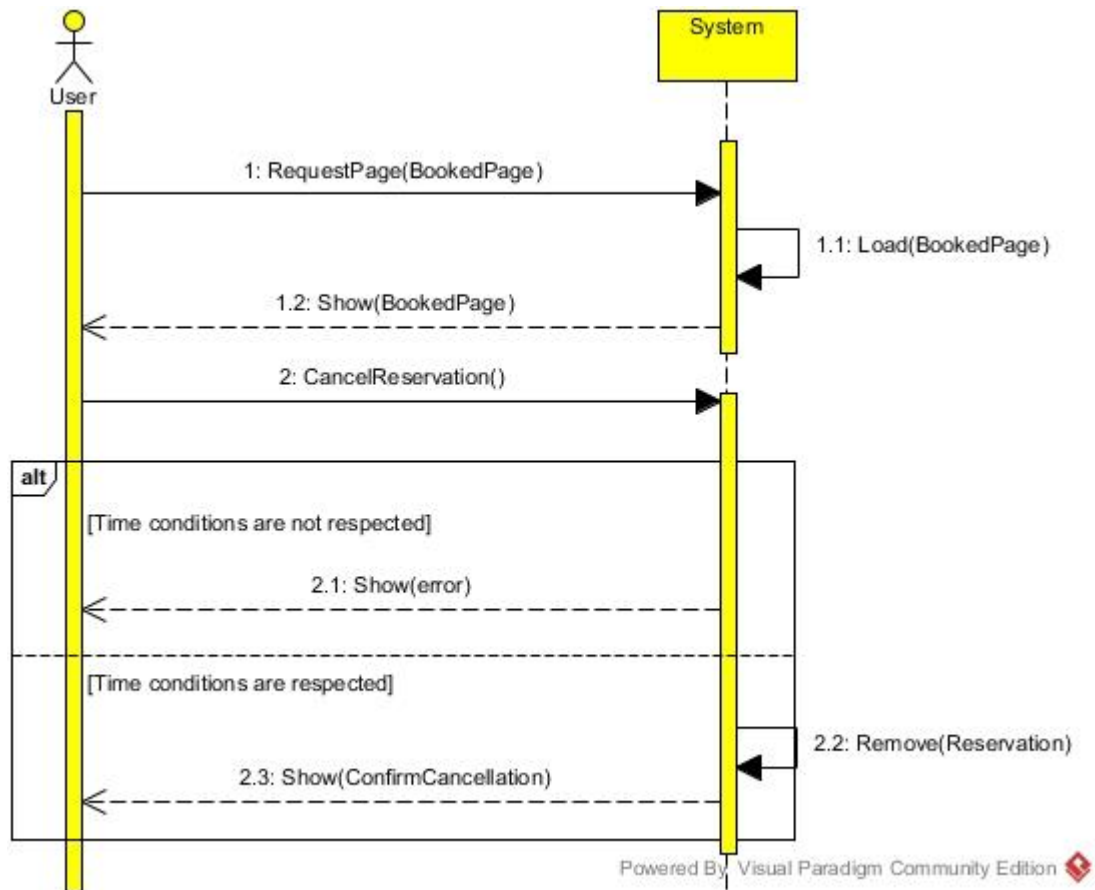 System
User
1: RequestPage(BookedPage)
1.1: Load(BookedPage)
1.2: Show(BookedPage)
2: CancelReservation()
alt
[Time conditions are not respected]
2.1: Show(error)
[Time conditions are respected]
2.2: Remove(Reservation)
2.3: Show(ConfirmCancellation)
Powered By Visual Paradigm Community Edition